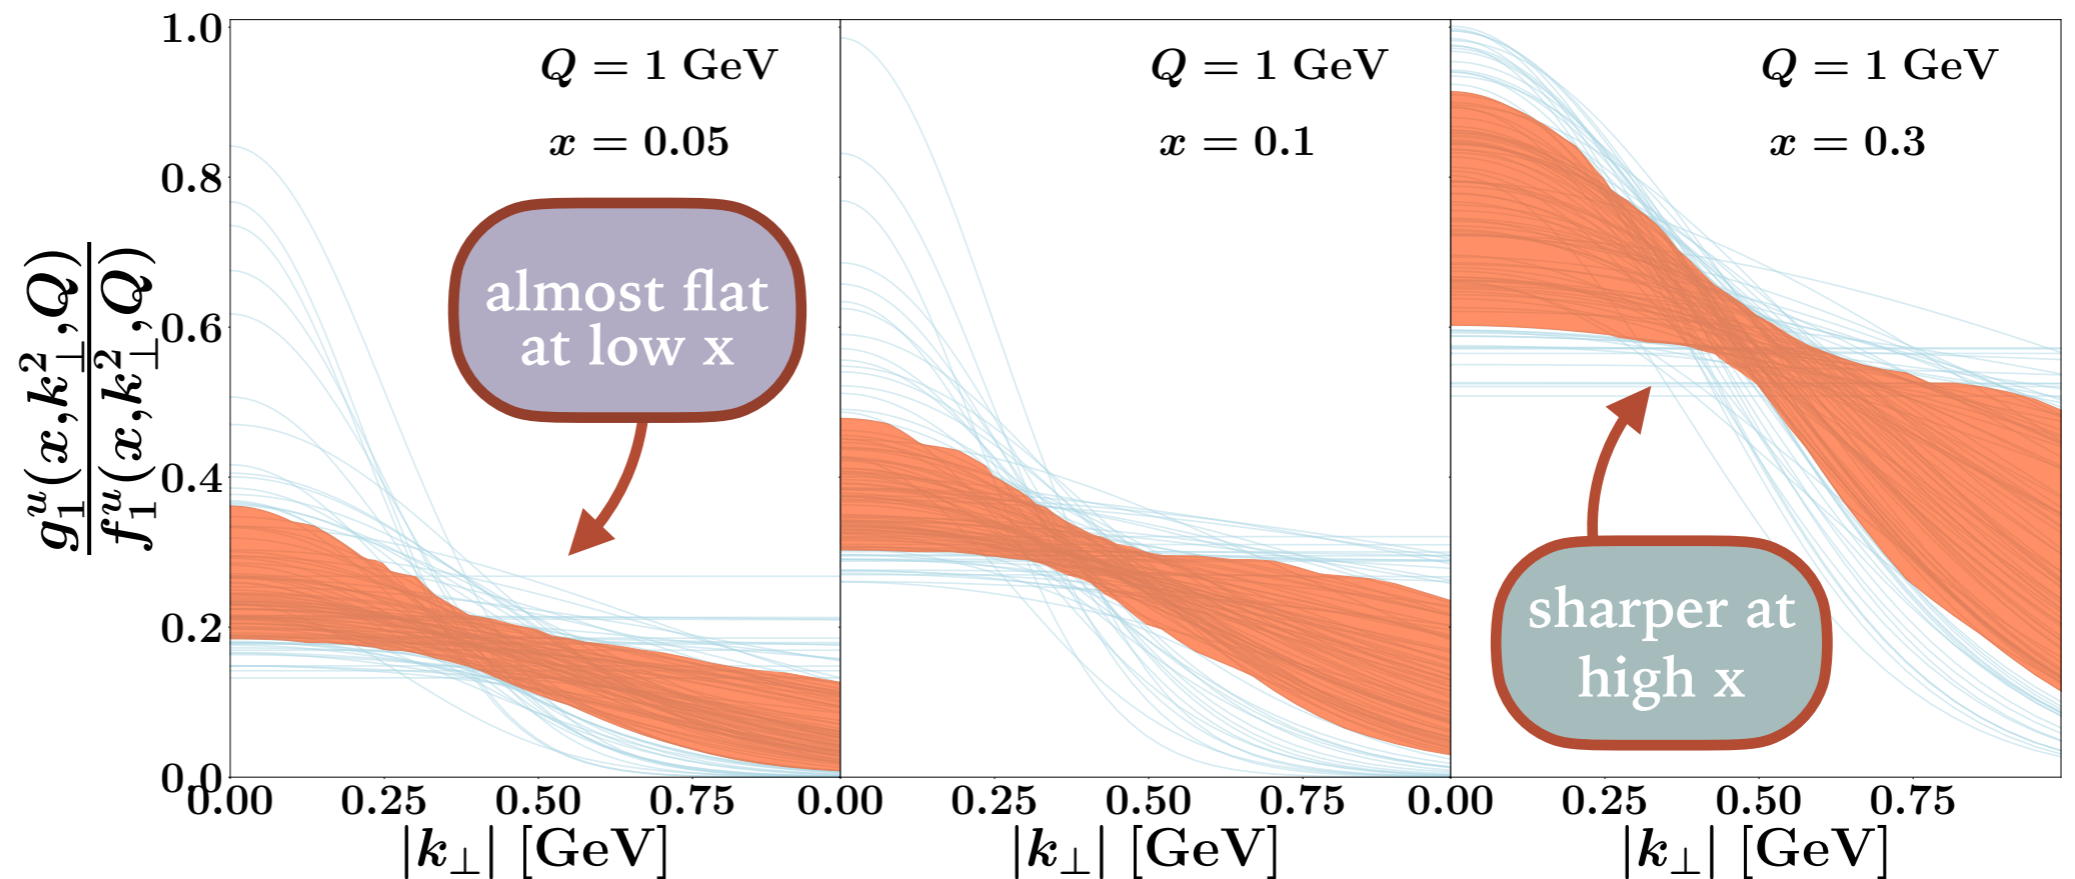 g₁ᵘ(x,k²⊥,Q)
f₁ᵘ(x,k²⊥,Q)
1.0
0.8
0.6
0.4
0.2
0.0
Q = 1 GeV
x = 0.05
almost flat
at low x
Q = 1 GeV
x = 0.1
Q = 1 GeV
x = 0.3
sharper at
high x
0.00 0.25 0.50 0.75 0.00 0.25 0.50 0.75 0.00 0.25 0.50 0.75
|k⊥| [GeV] |k⊥| [GeV] |k⊥| [GeV]